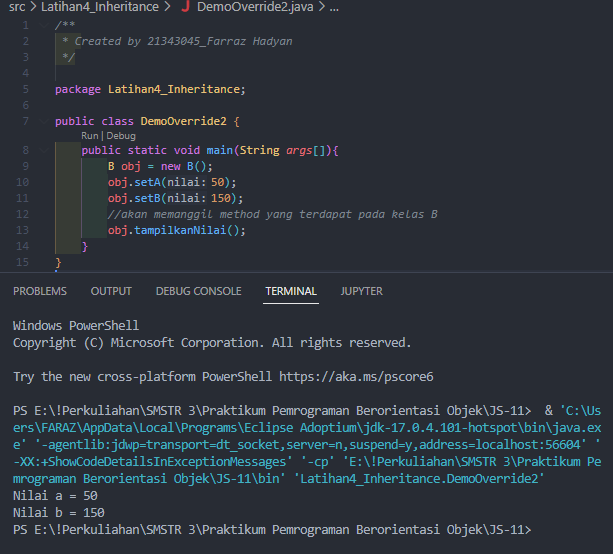 src > Latihan4_Inheritance > J DemoOverride2.java > ...
1 /**
2 * Created by 21343045_Farraz Hadyan
3 */
4
5 package Latihan4_Inheritance;
6
7 public class DemoOverride2 {
Run | Debug
8 public static void main(String args[]){
9 B obj = new B();
10 obj.setA(nilai: 50);
11 obj.setB(nilai: 150);
12 //akan memanggil method yang terdapat pada kelas B
13 obj.tampilkanNilai();
14 }
15 }
PROBLEMS OUTPUT DEBUG CONSOLE TERMINAL JUPYTER
Windows PowerShell
Copyright (C) Microsoft Corporation. All rights reserved.
Try the new cross-platform PowerShell https://aka.ms/pscore6
PS E:\!Perkuliahan\SMSTR 3\Praktikum Pemrograman Berorientasi Objek\JS-11> & 'C:\Us
ers\FARAZ\AppData\Local\Programs\Eclipse Adoptium\jdk-17.0.4.101-hotspot\bin\java.ex
e' '-agentlib:jdwp=transport=dt_socket,server=n,suspend=y,address=localhost:56604' '
-XX:+ShowCodeDetailsInExceptionMessages' '-cp' 'E:\!Perkuliahan\SMSTR 3\Praktikum Pe
mrograman Berorientasi Objek\JS-11\bin' 'Latihan4_Inheritance.DemoOverride2'
Nilai a = 50
Nilai b = 150
PS E:\!Perkuliahan\SMSTR 3\Praktikum Pemrograman Berorientasi Objek\JS-11>